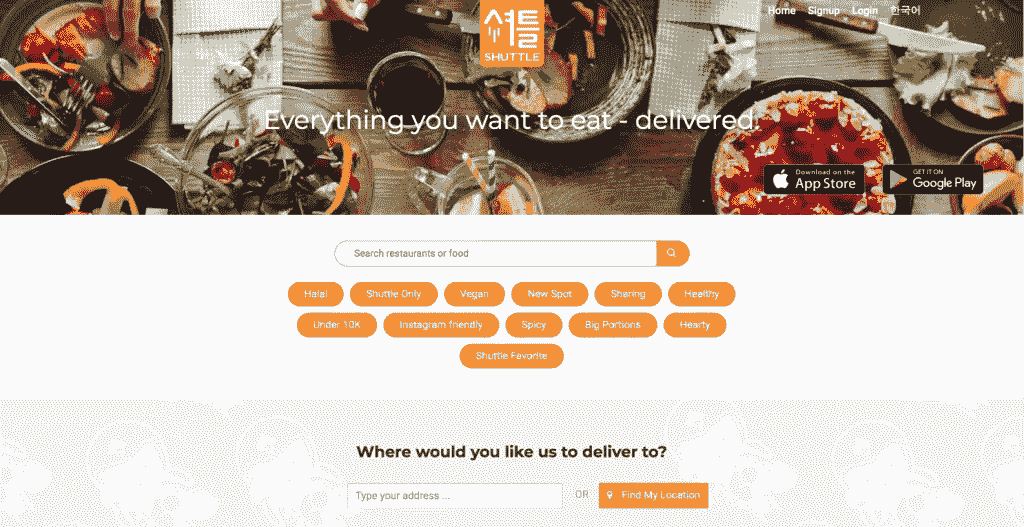 Home Signup Login 한국어
셔틀
SHUTTLE
Everything you want to eat - delivered.
Download on the
App Store
GET IT ON
Google Play
Search restaurants or food
Halal Shuttle Only Vegan New Spot Sharing Healthy
Under 10K Instagram friendly Spicy Big Portions Hearty
Shuttle Favorite
Where would you like us to deliver to?
Type your address ... OR Find My Location